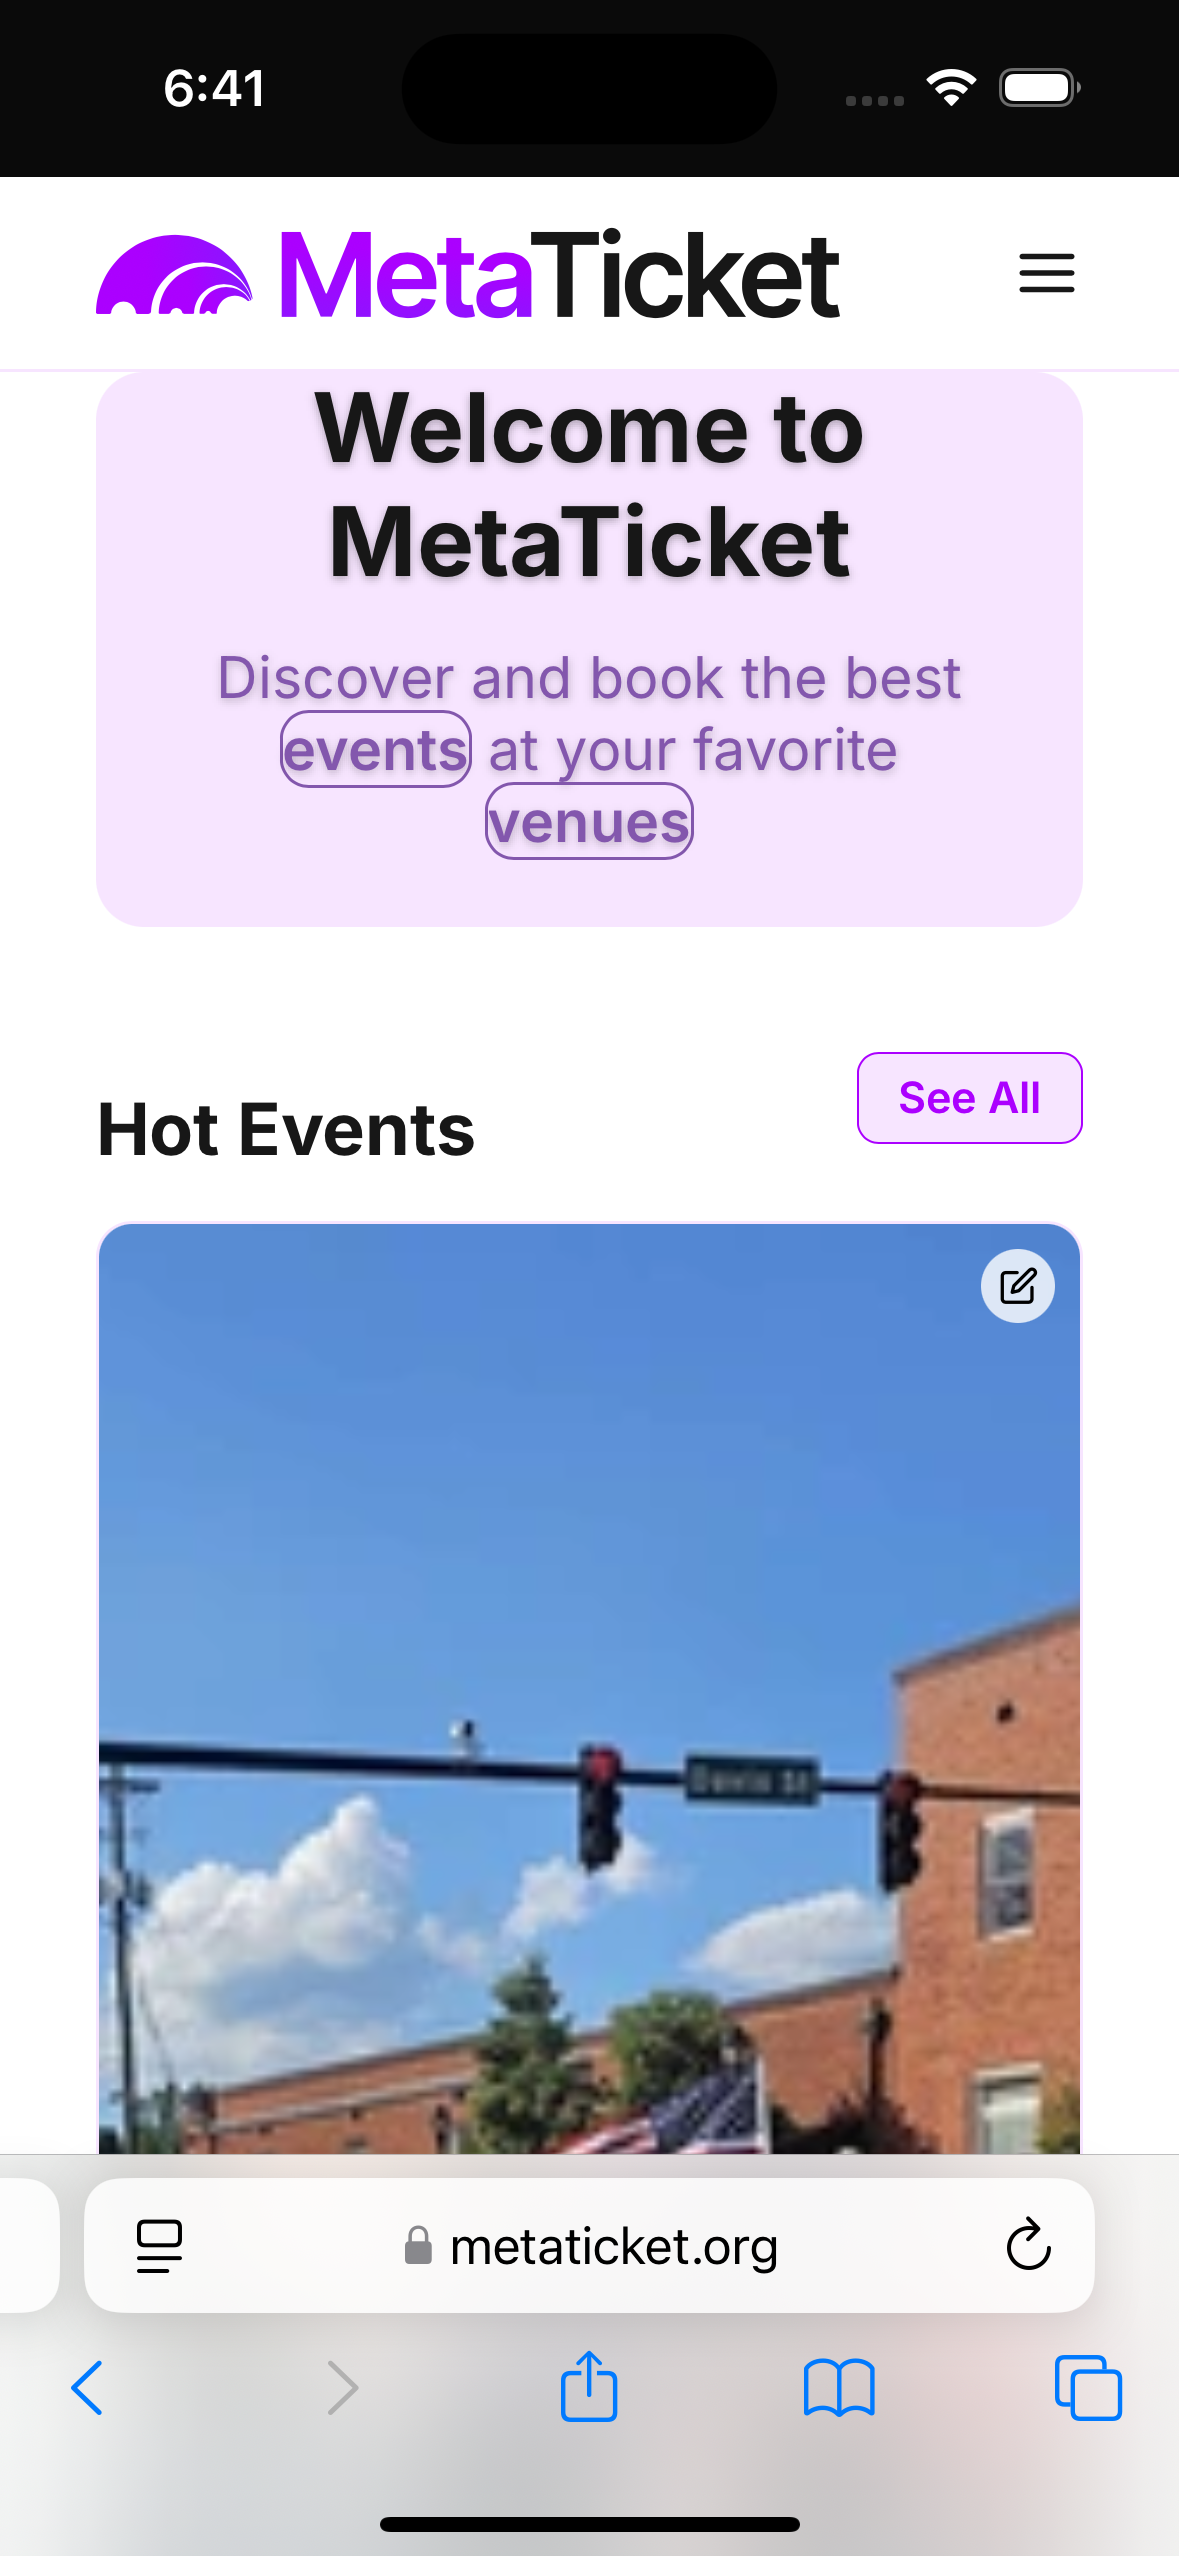 6:41
MetaTicket
Welcome to
MetaTicket
Discover and book the best
events at your favorite
venues
Hot Events
See All
metaticket.org